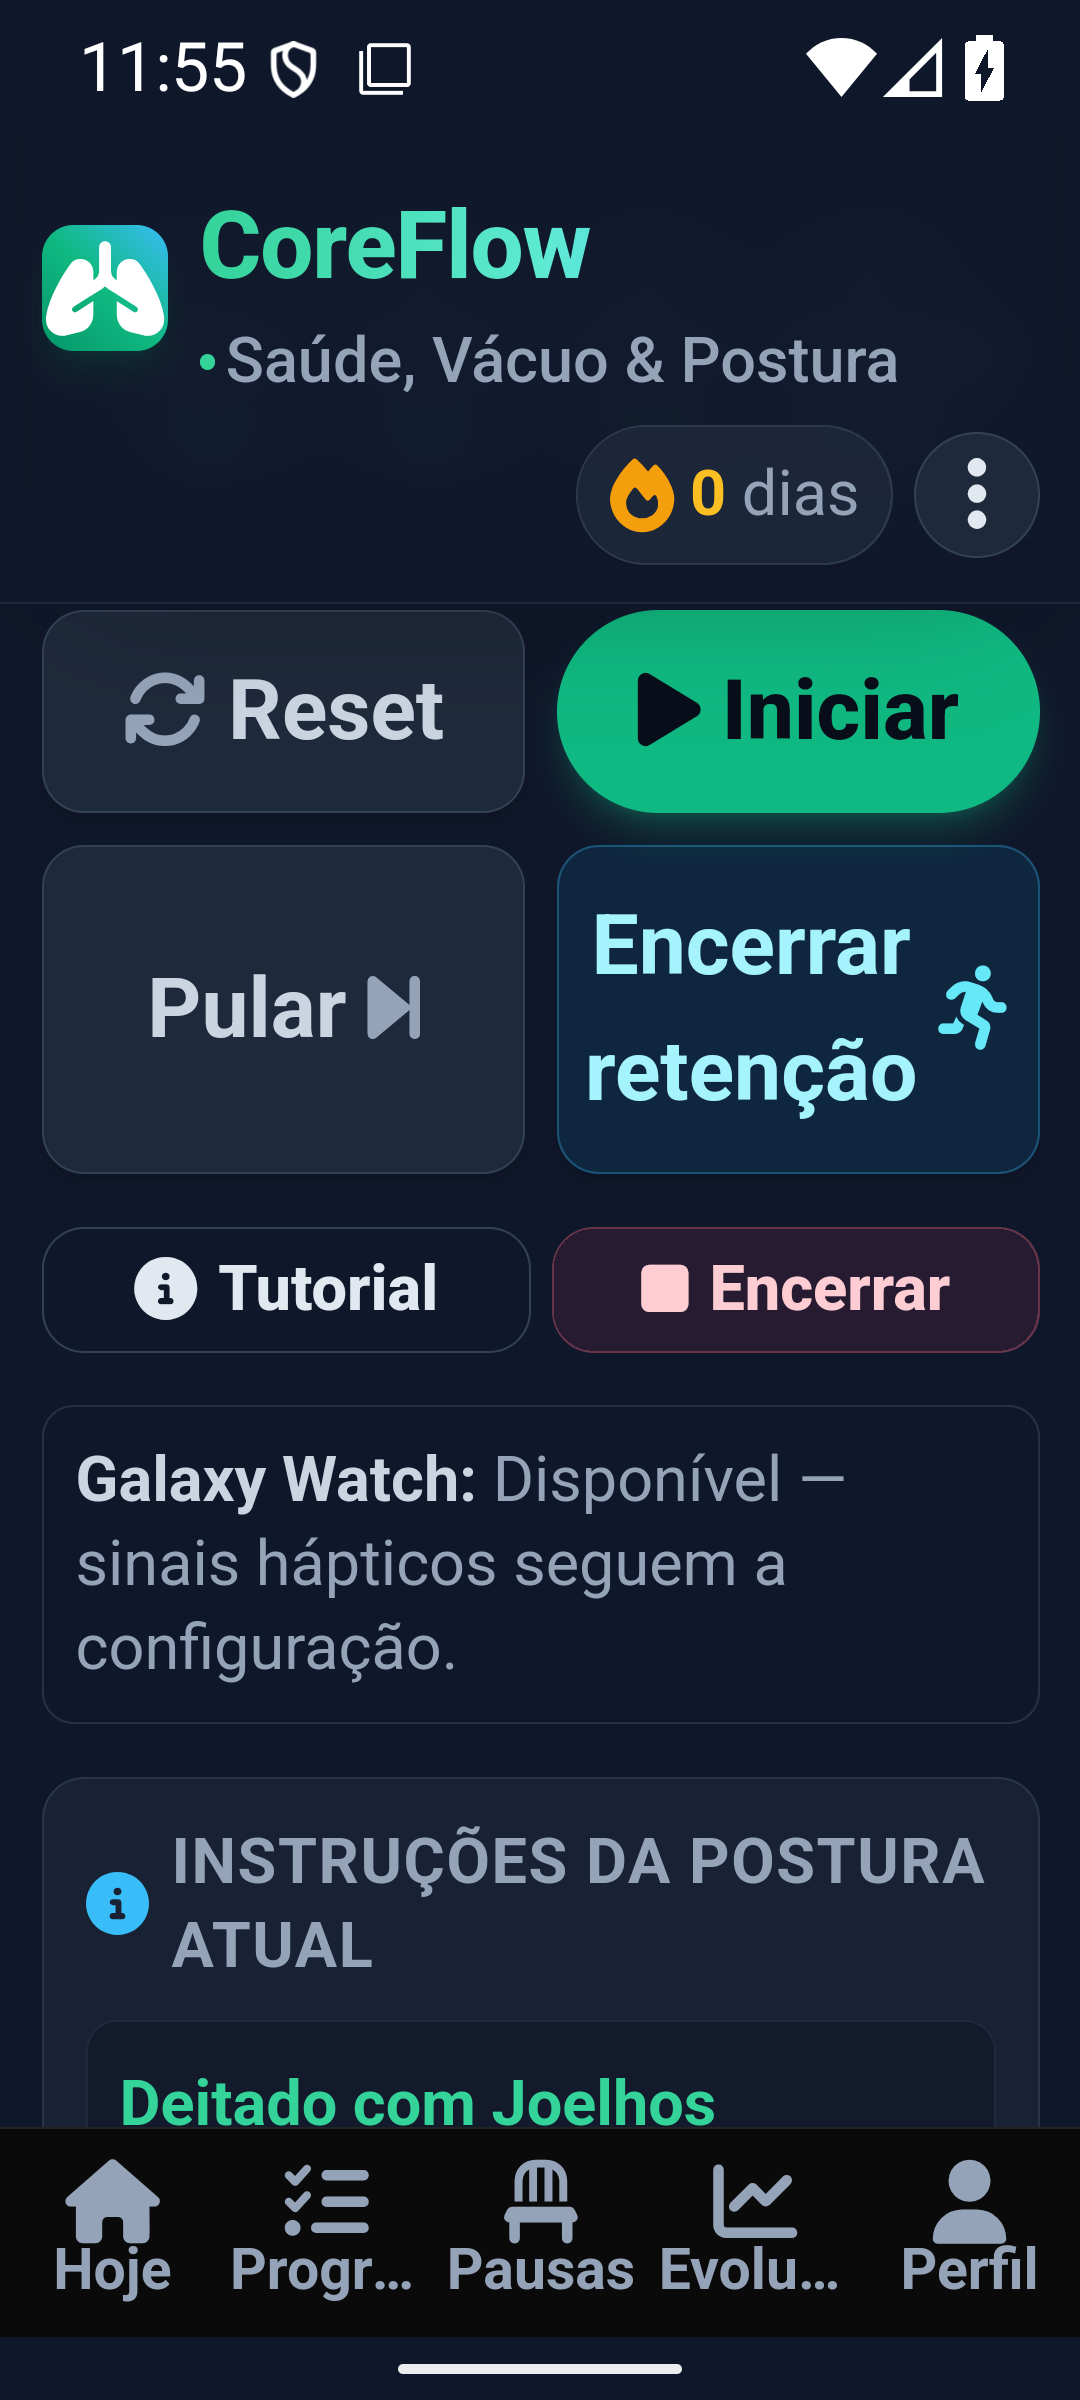 11:55
CoreFlow
Saúde, Vácuo & Postura
0 dias
Reset
Iniciar
Pular
Encerrar
retenção
Tutorial
Encerrar
Galaxy Watch: Disponível —
sinais hápticos seguem a
configuração.
INSTRUÇÕES DA POSTURA
ATUAL
Deitado com Joelhos
Hoje
Progr...
Pausas
Evolu...
Perfil